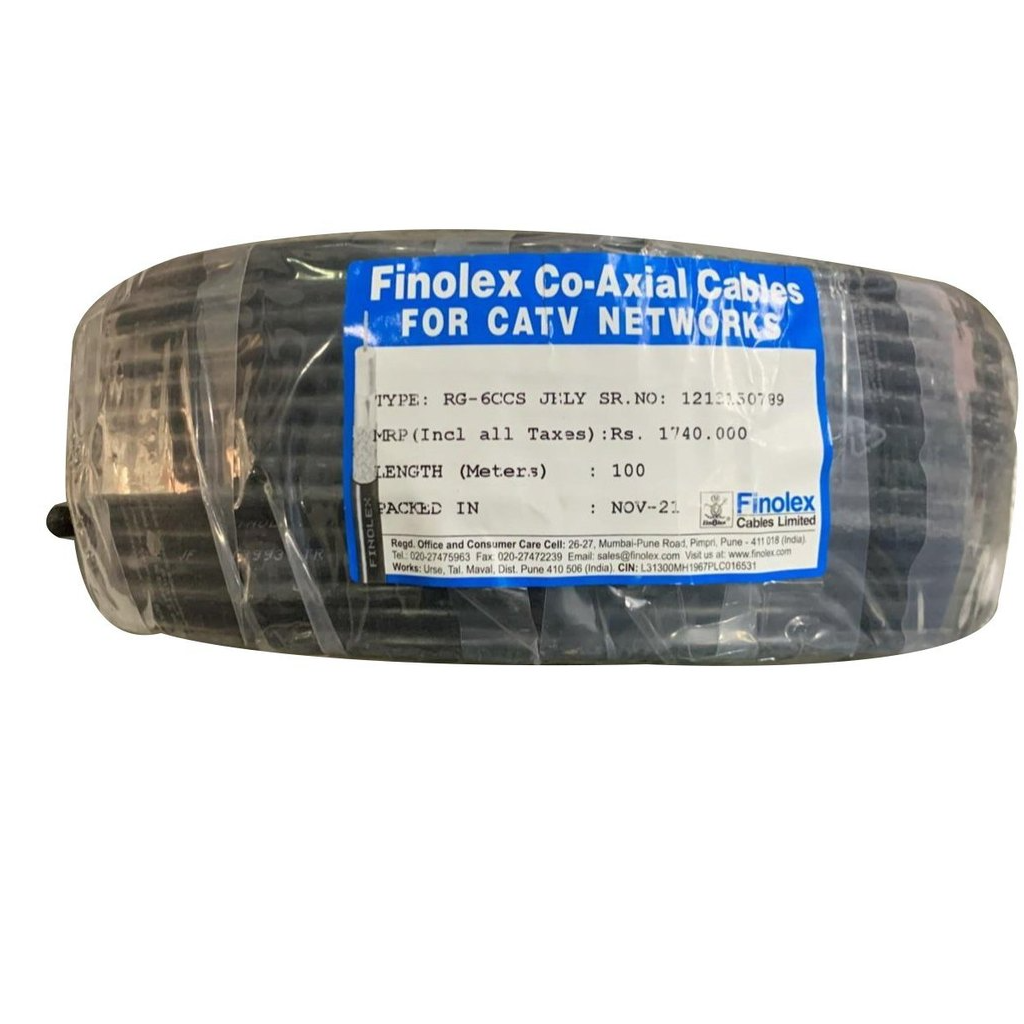 Finolex Co-Axial Cables
FOR CATV NETWORKS
TYPE: RG-6CCS JELY SR.NO:
MRP(Incl all Taxes):Rs. 1740.000
LENGTH (Meters) : 100
PACKED IN : NOV-21
Finolex
Cables Limited
FINOLEX
Regd. Office and Consumer Care Cell: 26-27, Mumbai-Pune Road, Pimpri, Pune - 411 018 (India).
Tel.: 020-27475963 Fax: 020-27472239 Email: sales@finolex.com Visit us at: www.finolex.com
Works: Urse, Tal. Maval, Dist. Pune 410 506 (India). CIN: L31300MH1967PLC016531